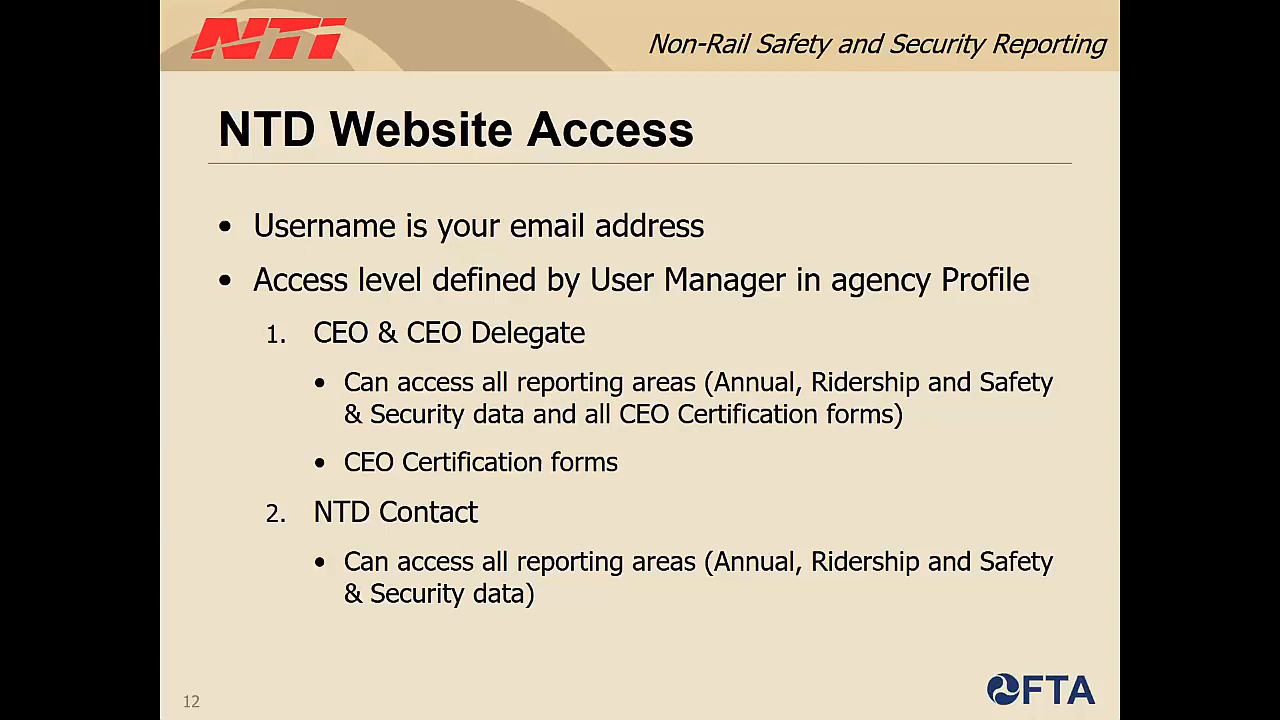 NTI
Non-Rail Safety and Security Reporting
NTD Website Access
• Username is your email address
• Access level defined by User Manager in agency Profile
1. CEO & CEO Delegate
• Can access all reporting areas (Annual, Ridership and Safety
& Security data and all CEO Certification forms)
• CEO Certification forms
2. NTD Contact
• Can access all reporting areas (Annual, Ridership and Safety
& Security data)
12
FTA